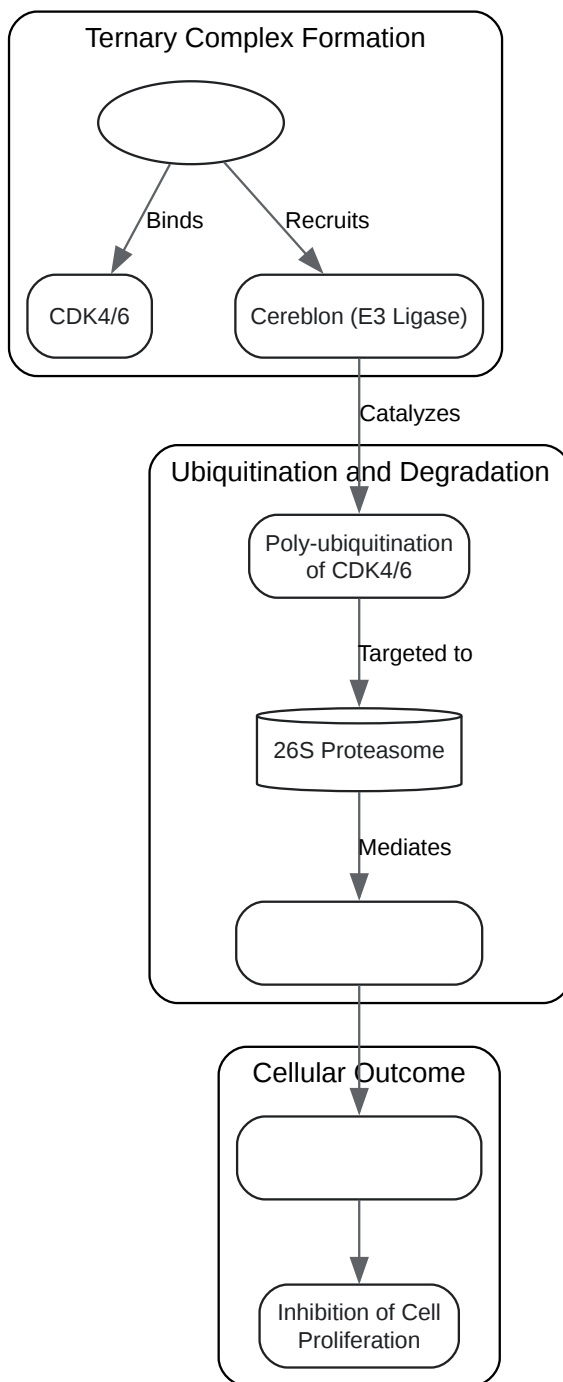 Ternary Complex Formation
Binds
Recruits
CDK4/6
Cereblon (E3 Ligase)
Catalyzes
Ubiquitination and Degradation
Poly-ubiquitination
of CDK4/6
Targeted to
26S Proteasome
Mediates
Cellular Outcome
Inhibition of Cell
Proliferation